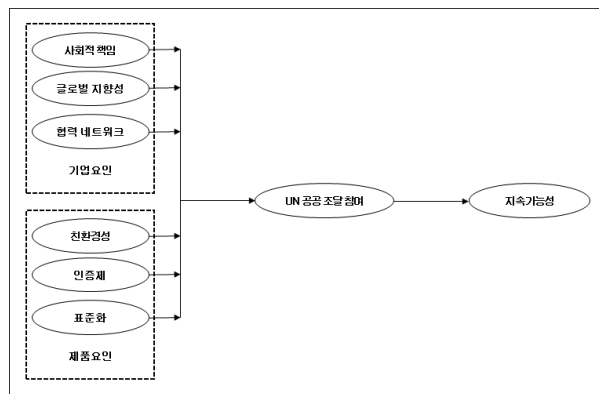 사회적 책임
글로벌 지향성
협력 네트워크
기업요인
친환경성
인증제
표준화
제품요인
UN 공공 조달 참여
지속가능성